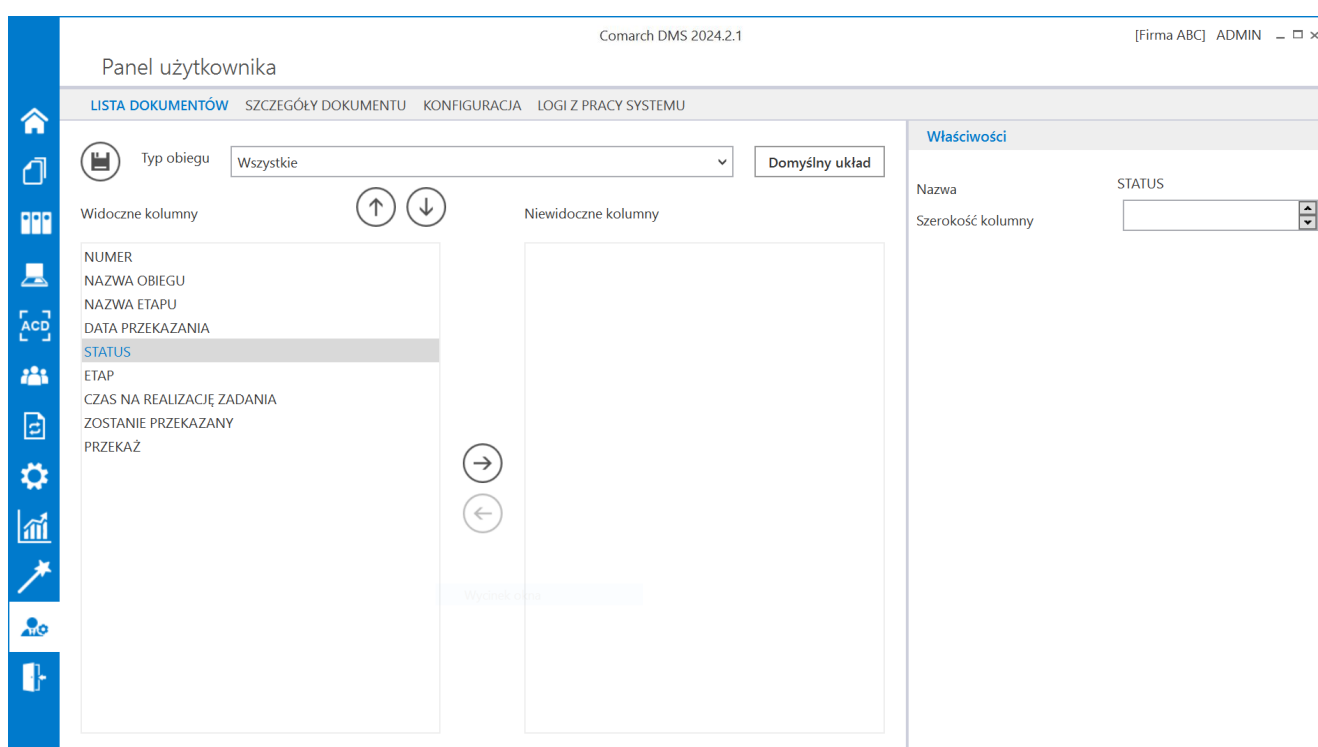 Comarch DMS 2024.2.1
[Firma ABC] ADMIN
Panel użytkownika
LISTA DOKUMENTÓW SZCZEGÓŁY DOKUMENTU KONFIGURACJA LOGI Z PRACY SYSTEMU
Typ obiegu
Wszystkie
Domyślny układ
Widoczne kolumny
Niewidoczne kolumny
NUMER
NAZWA OBIEGU
NAZWA ETAPU
DATA PRZEKAZANIA
STATUS
ETAP
CZAS NA REALIZACJĘ ZADANIA
ZOSTANIE PRZEKAZANY
PRZEKAŻ
Właściwości
Nazwa STATUS
Szerokość kolumny
ACD